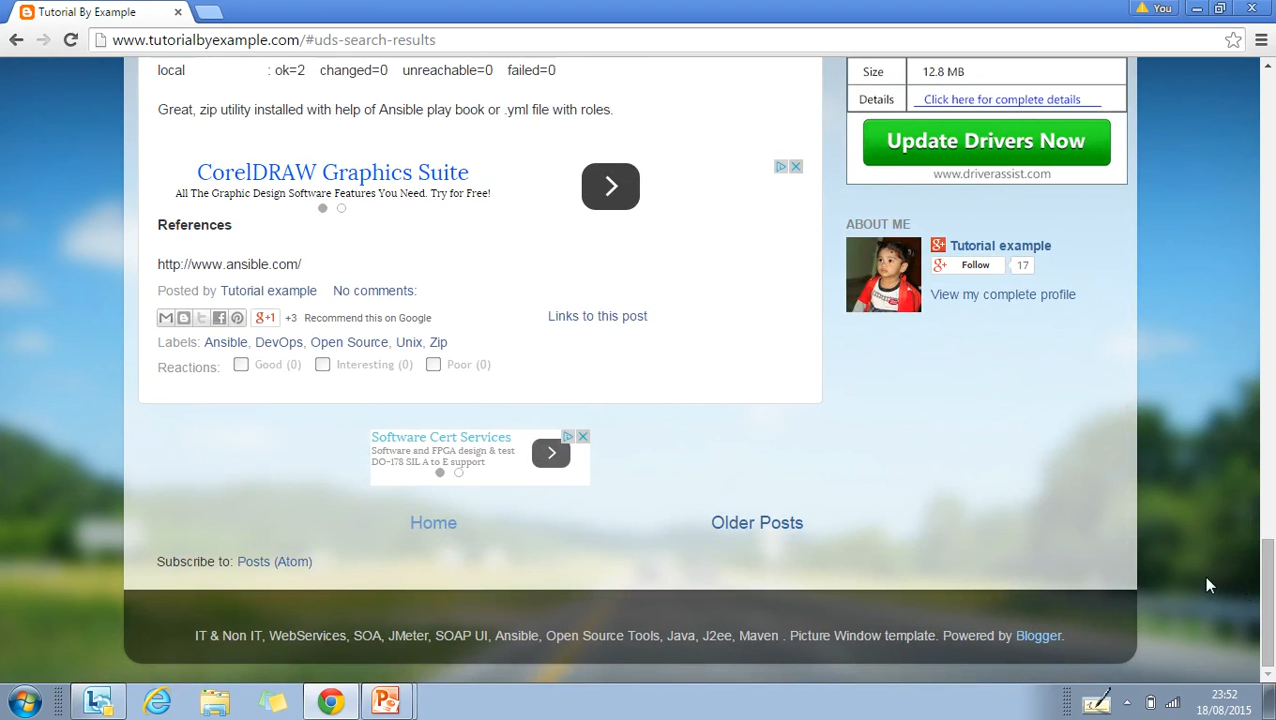 Tutorial By Example
You
www.tutorialbyexample.com/#uds-search-results
local : ok=2 changed=0 unreachable=0 failed=0
Great, zip utility installed with help of Ansible play book or .yml file with roles.
CorelDRAW Graphics Suite
All The Graphic Design Software Features You Need. Try for Free!
References
http://www.ansible.com/
Posted by Tutorial example No comments:
+3 Recommend this on Google
g+1
Links to this post
Labels: Ansible, DevOps, Open Source, Unix, Zip
Reactions: Good (0) Interesting (0) Poor (0)
Software Cert Services
Software and FPGA design & test
DO-178 SIL A to E support
Home Older Posts
Subscribe to: Posts (Atom)
Size 12.8 MB
Details Click here for complete details
Update Drivers Now
www.driverassist.com
ABOUT ME
g+ Tutorial example
g+ Follow 17
View my complete profile
IT & Non IT, WebServices, SOA, JMeter, SOAP UI, Ansible, Open Source Tools, Java, J2ee, Maven . Picture Window template. Powered by Blogger.
23:52
18/08/2015